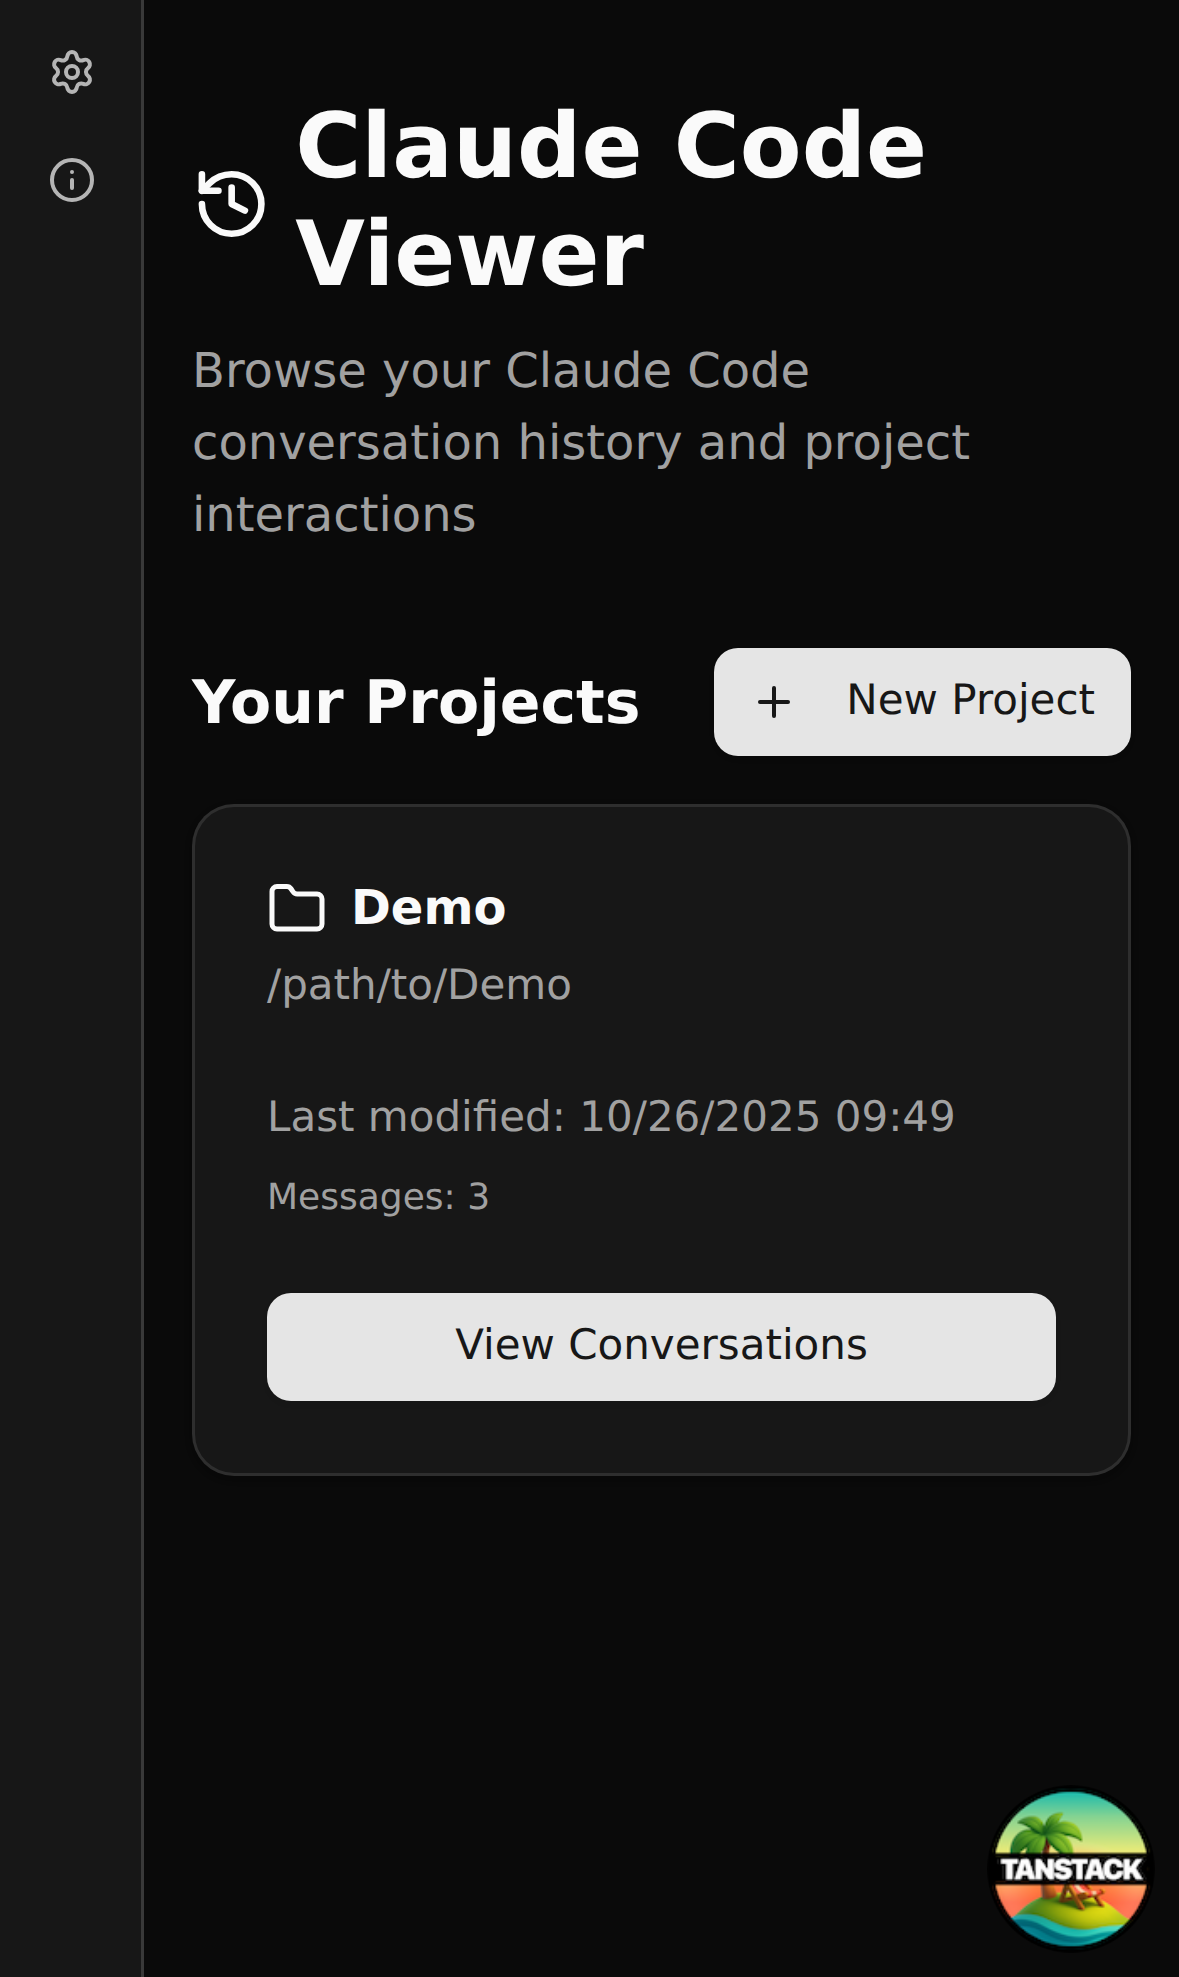 Claude Code
Viewer
Browse your Claude Code
conversation history and project
interactions
Your Projects
New Project
Demo
/path/to/Demo
Last modified: 10/26/2025 09:49
Messages: 3
View Conversations
TANSTACK